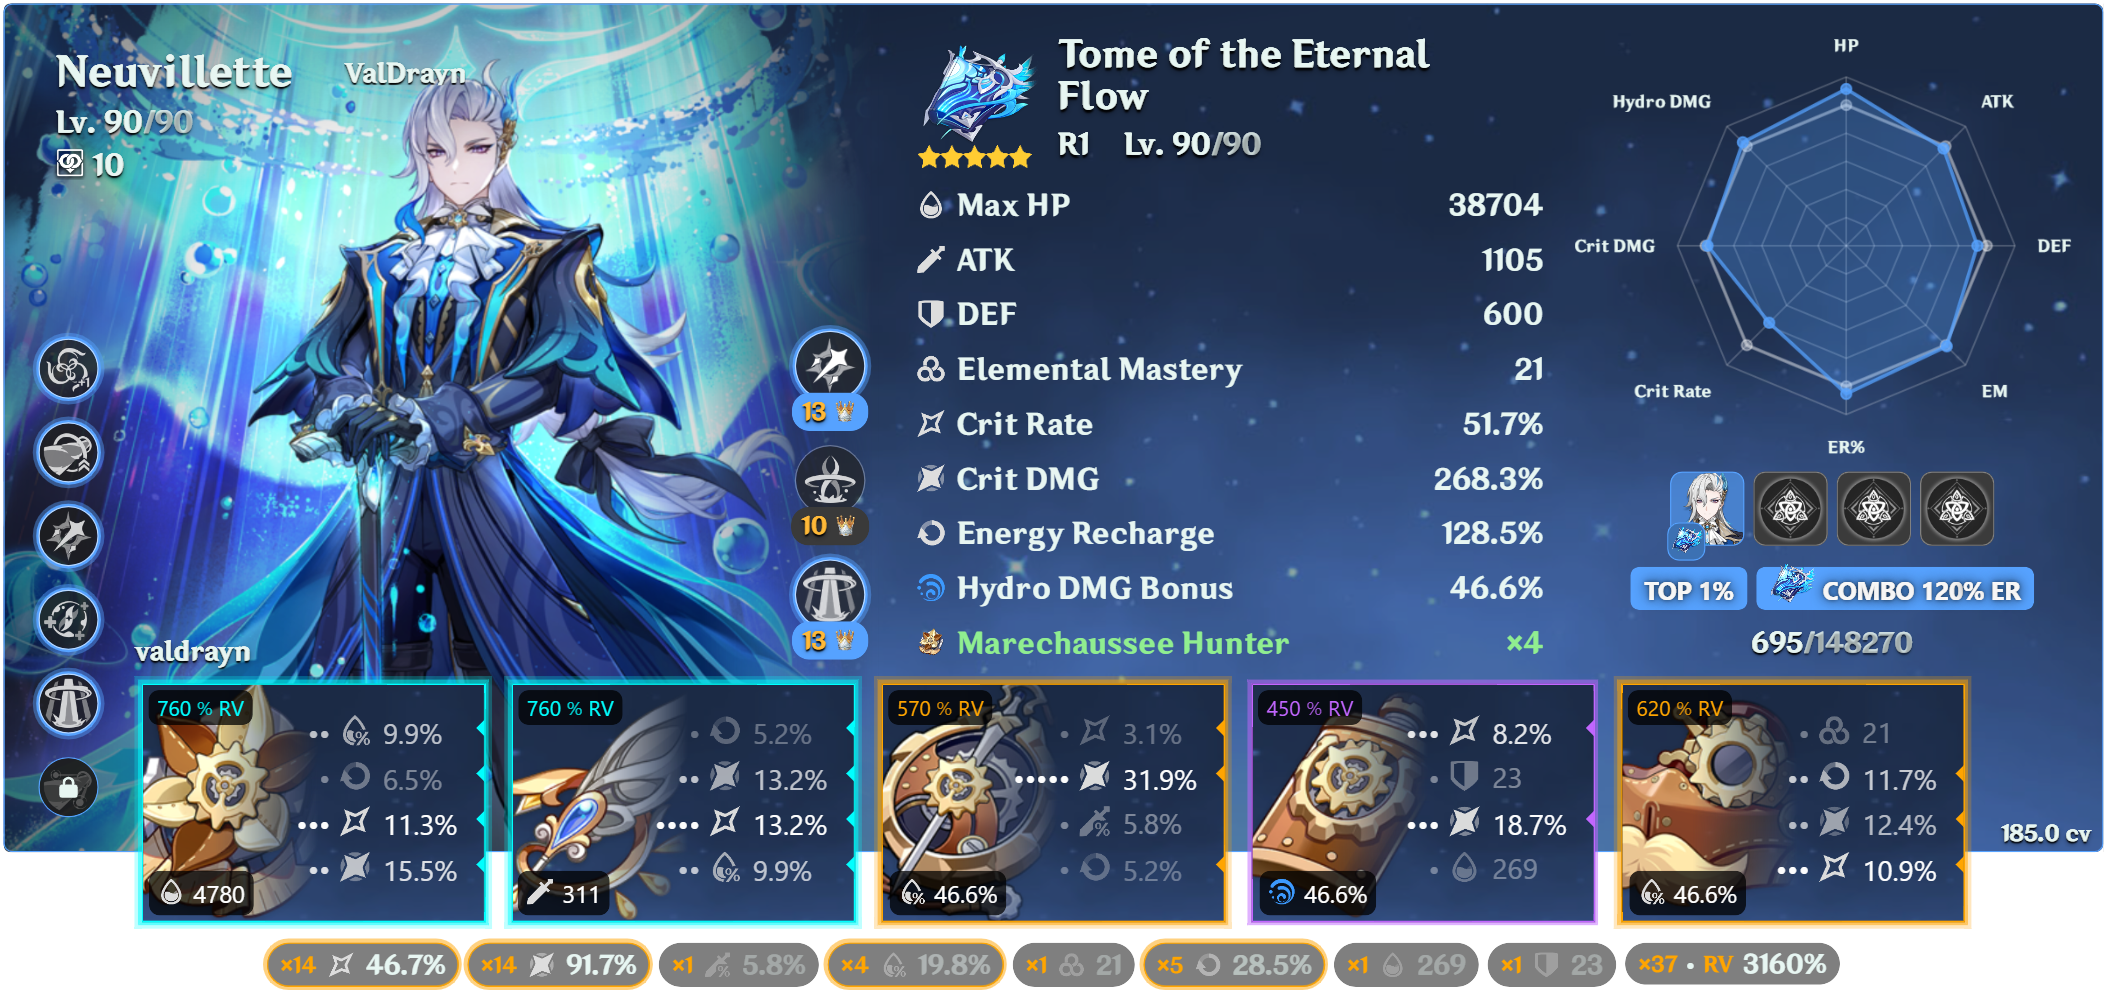 Neuvillette
ValDrayn
Lv. 90/90
10
+1
13
10
13
valdrayn
Tome of the Eternal
Flow
R1 Lv. 90/90
Max HP 38704
ATK 1105
DEF 600
Elemental Mastery 21
Crit Rate 51.7%
Crit DMG 268.3%
Energy Recharge 128.5%
Hydro DMG Bonus 46.6%
Marechaussee Hunter ×4
HP
ATK
DEF
EM
ER%
Crit Rate
Crit DMG
Hydro DMG
TOP 1%
COMBO 120% ER
695/148270
185.0 cv
760 % RV
9.9%
6.5%
11.3%
15.5%
4780
760 % RV
5.2%
13.2%
13.2%
9.9%
311
570 % RV
3.1%
31.9%
5.8%
5.2%
46.6%
450 % RV
8.2%
23
18.7%
269
46.6%
620 % RV
21
11.7%
12.4%
10.9%
46.6%
×14 46.7%
×14 91.7%
×1 5.8%
×4 19.8%
×1 21
×5 28.5%
×1 269
×1 23
×37 • RV 3160%